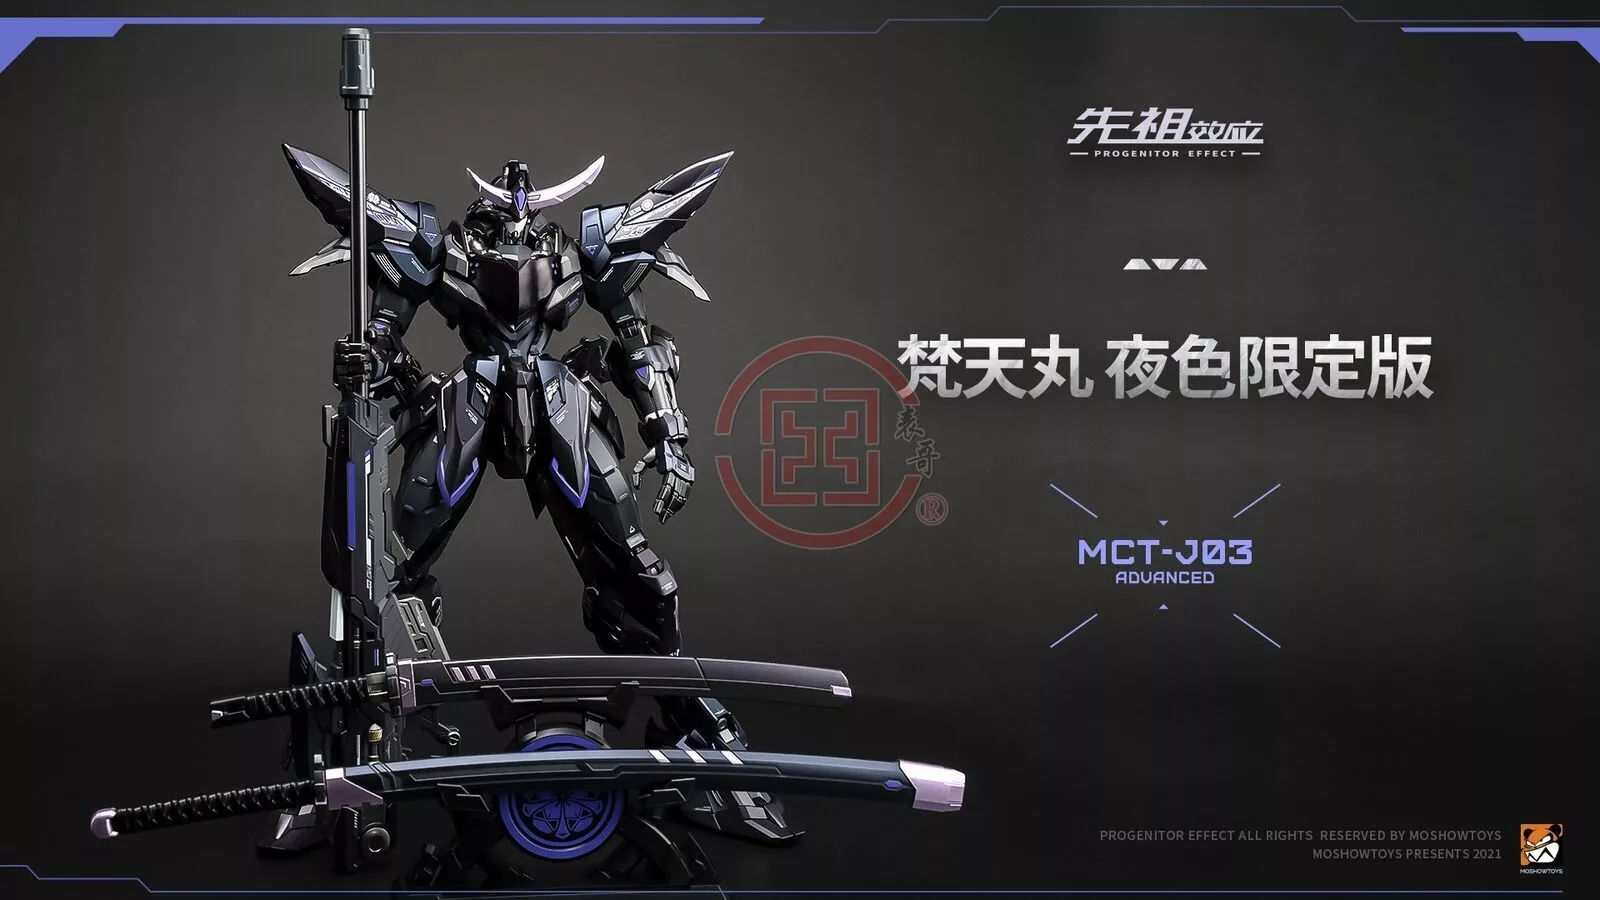 先祖效应
PROGENITOR EFFECT
梵天丸 夜色限定版
表哥
®
MCT-J03
ADVANCED
PROGENITOR EFFECT ALL RIGHTS RESERVED BY MOSHOWTOYS
MOSHOWTOYS PRESENTS 2021
MOSHOWTOYS